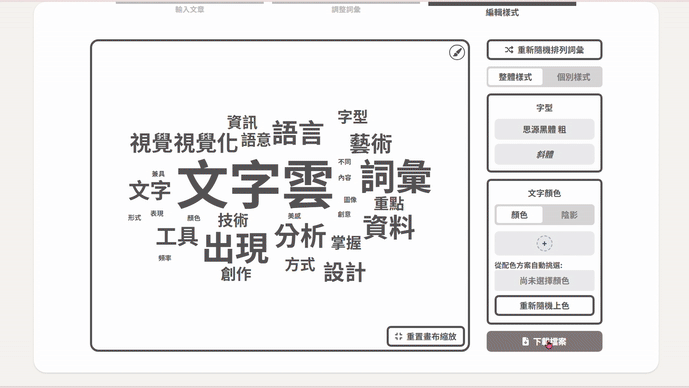 輸入文章
調整詞彙
編輯樣式
重新隨機排列詞彙
整體樣式
個別樣式
字型
思源黑體 粗
斜體
文字顏色
顏色
陰影
從配色方案自動挑選:
尚未選擇顏色
重新隨機上色
下載檔案
資訊
語言
字型
視覺
視覺化
語意
藝術
不同
兼具
文字雲
內容
詞彙
文字
圖像
重點
形式
表現
顏色
技術
美感
創意
工具
出現
分析
掌握
資料
頻率
創作
方式
設計
重置畫布縮放